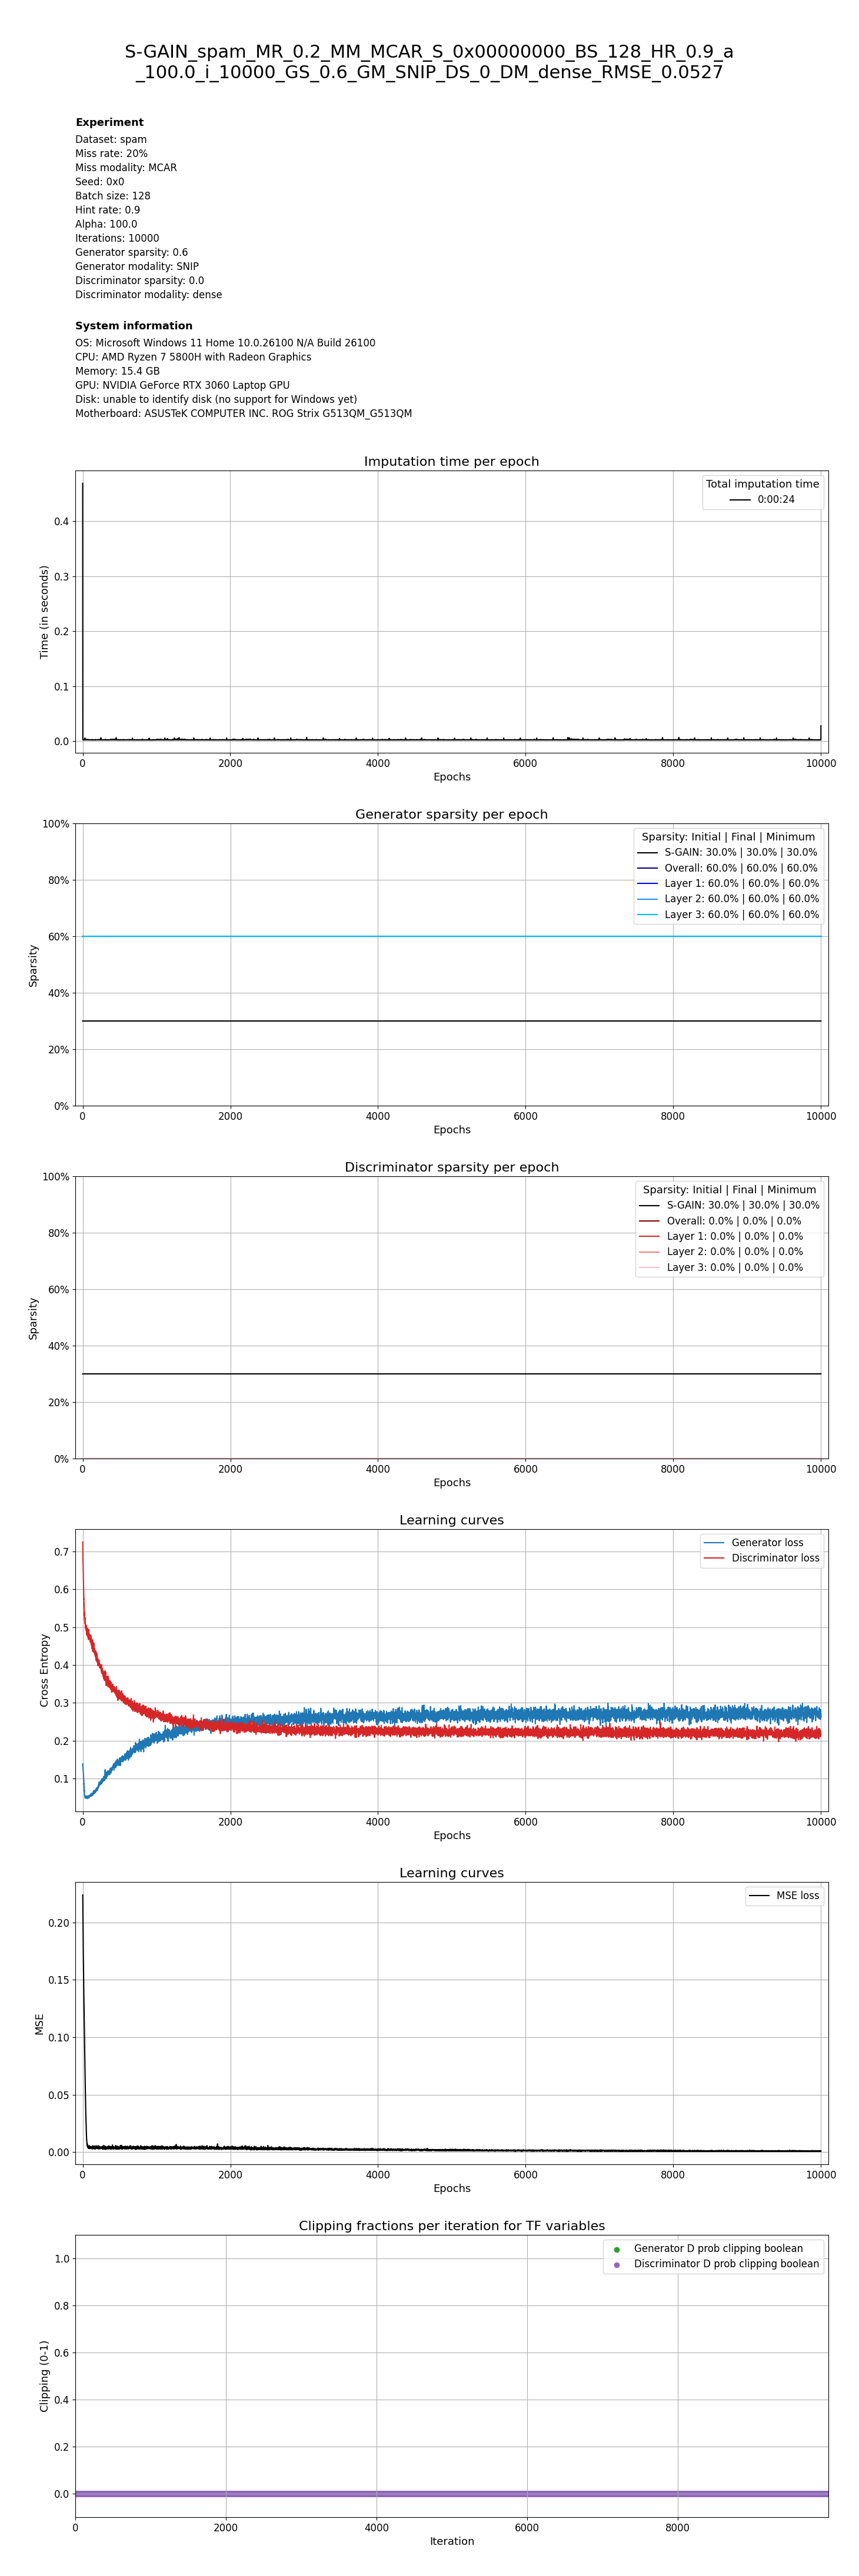 S-GAIN_spam_MR_0.2_MM_MCAR_S_0x00000000_BS_128_HR_0.9_a
_100.0_i_10000_GS_0.6_GM_SNIP_DS_0_DM_dense_RMSE_0.0527
Experiment
Dataset: spam
Miss rate: 20%
Miss modality: MCAR
Seed: 0x0
Batch size: 128
Hint rate: 0.9
Alpha: 100.0
Iterations: 10000
Generator sparsity: 0.6
Generator modality: SNIP
Discriminator sparsity: 0.0
Discriminator modality: dense
System information
OS: Microsoft Windows 11 Home 10.0.26100 N/A Build 26100
CPU: AMD Ryzen 7 5800H with Radeon Graphics
Memory: 15.4 GB
GPU: NVIDIA GeForce RTX 3060 Laptop GPU
Disk: unable to identify disk (no support for Windows yet)
Motherboard: ASUSTeK COMPUTER INC. ROG Strix G513QM_G513QM
Imputation time per epoch
Total imputation time
0:00:24
0.4
0.3
0.2
0.1
0.0
Time (in seconds)
0 2000 4000 6000 8000 10000
Epochs
Generator sparsity per epoch
Sparsity: Initial | Final | Minimum
S-GAIN: 30.0% | 30.0% | 30.0%
Overall: 60.0% | 60.0% | 60.0%
Layer 1: 60.0% | 60.0% | 60.0%
Layer 2: 60.0% | 60.0% | 60.0%
Layer 3: 60.0% | 60.0% | 60.0%
100%
80%
60%
40%
20%
0%
Sparsity
0 2000 4000 6000 8000 10000
Epochs
Discriminator sparsity per epoch
Sparsity: Initial | Final | Minimum
S-GAIN: 30.0% | 30.0% | 30.0%
Overall: 0.0% | 0.0% | 0.0%
Layer 1: 0.0% | 0.0% | 0.0%
Layer 2: 0.0% | 0.0% | 0.0%
Layer 3: 0.0% | 0.0% | 0.0%
100%
80%
60%
40%
20%
0%
Sparsity
0 2000 4000 6000 8000 10000
Epochs
Learning curves
Generator loss
Discriminator loss
0.7
0.6
0.5
0.4
0.3
0.2
0.1
Cross Entropy
0 2000 4000 6000 8000 10000
Epochs
Learning curves
MSE loss
0.20
0.15
0.10
0.05
0.00
MSE
0 2000 4000 6000 8000 10000
Epochs
Clipping fractions per iteration for TF variables
Generator D prob clipping boolean
Discriminator D prob clipping boolean
1.0
0.8
0.6
0.4
0.2
0.0
Clipping (0-1)
0 2000 4000 6000 8000
Iteration